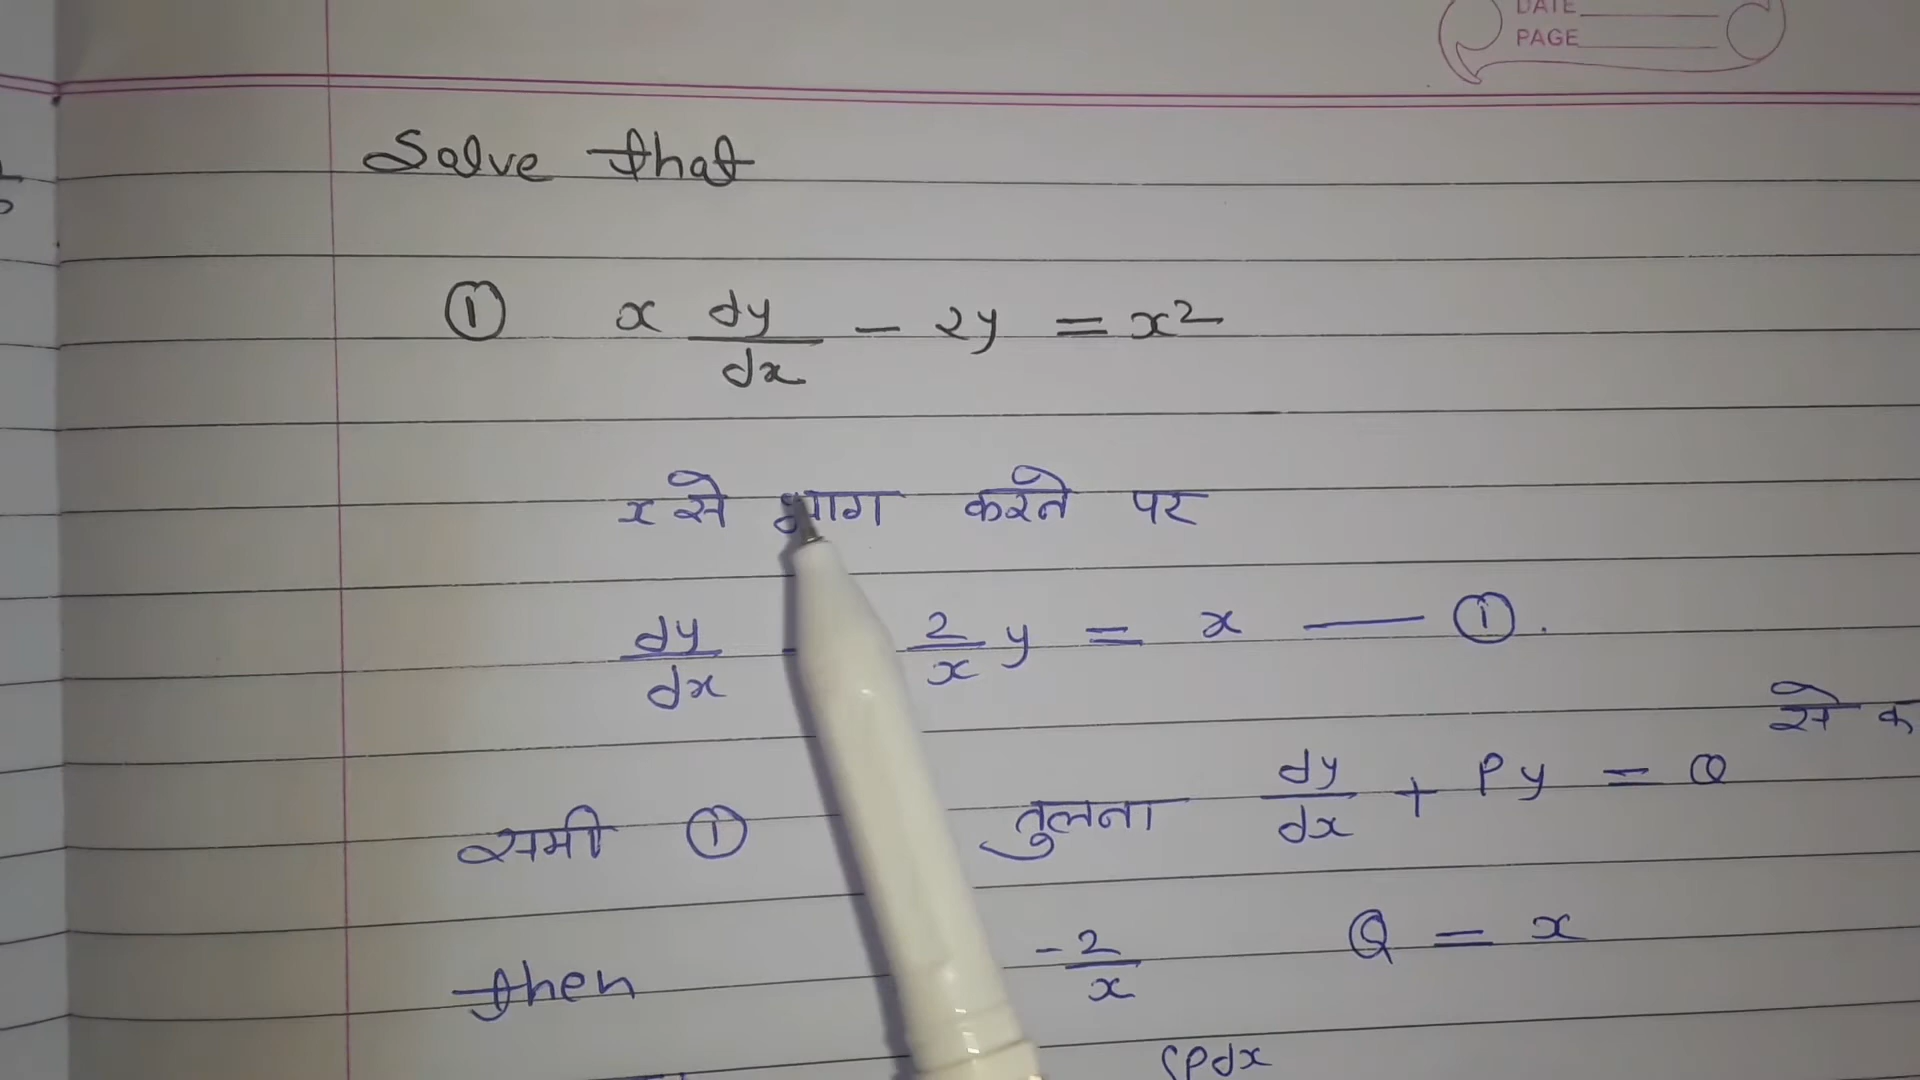 DATE
PAGE
Solve that
① x dy/dx - 2y = x²
x से भाग करने पर
dy/dx - 2/x y = x — ①.
समी ① तुलना dy/dx + Py = Q से क
then -2/x Q = x
∫Pdx